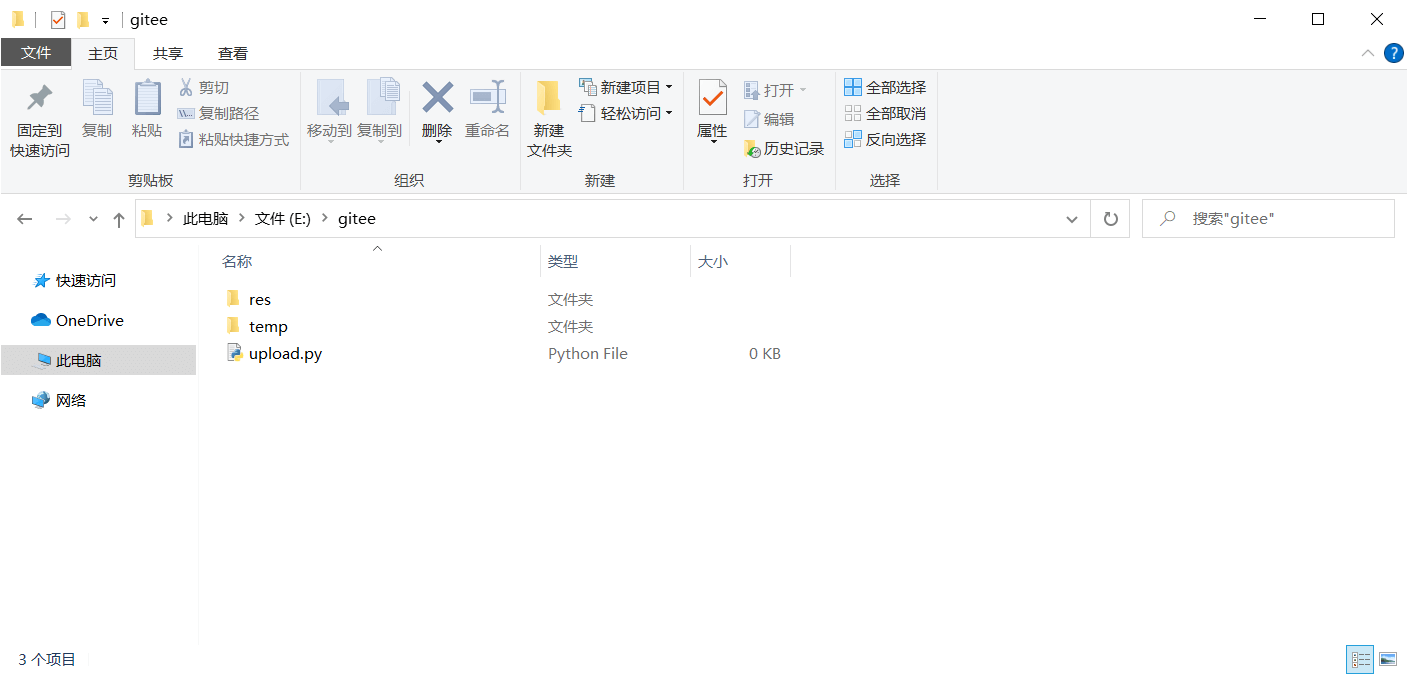 gitee
文件 主页 共享 查看
固定到
快速访问
复制
粘贴
剪切
复制路径
粘贴快捷方式
剪贴板
移动到 复制到 删除 重命名
组织
新建
文件夹
新建项目
轻松访问
新建
属性
打开
编辑
历史记录
打开
全部选择
全部取消
反向选择
选择
此电脑 文件 (E:) gitee
搜索"gitee"
快速访问
OneDrive
此电脑
网络
名称 类型 大小
res 文件夹
temp 文件夹
upload.py Python File 0 KB
3 个项目